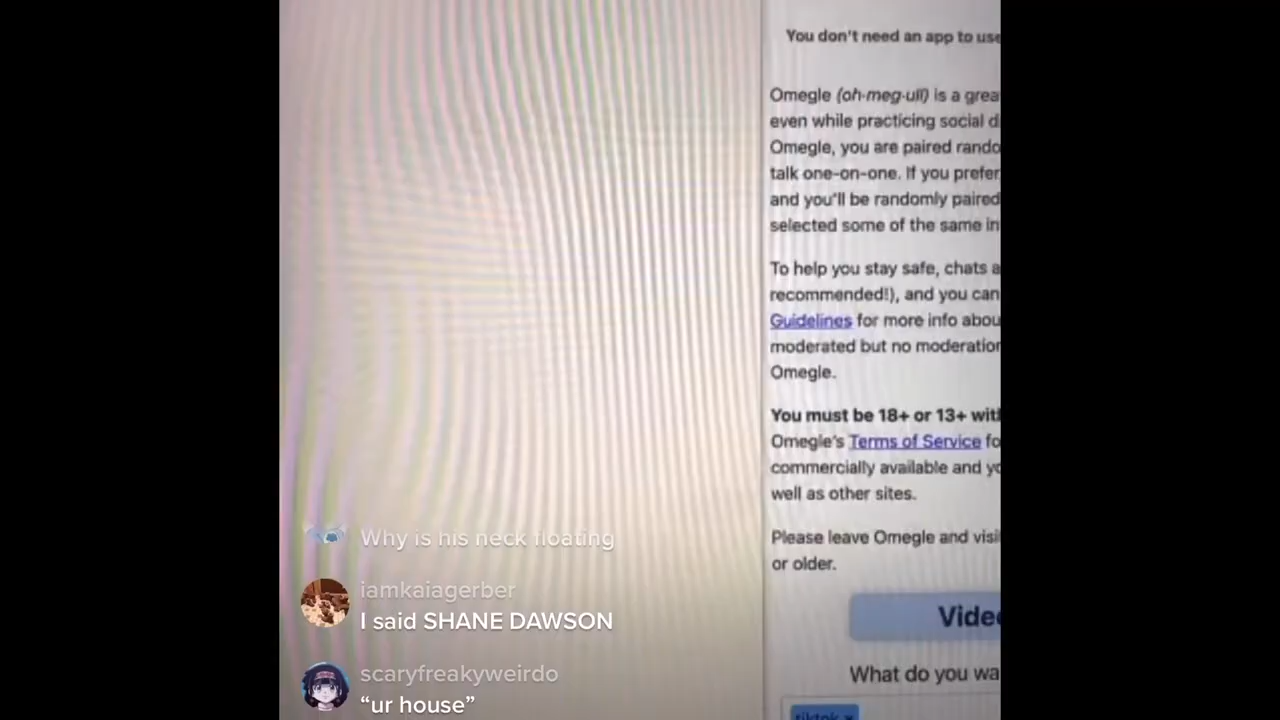 You don't need an app to use
Omegle (oh·meg·ull) is a grea
even while practicing social d
Omegle, you are paired rando
talk one-on-one. If you prefer
and you'll be randomly paired
selected some of the same in
To help you stay safe, chats a
recommended!), and you can
Guidelines for more info abou
moderated but no moderation
Omegle.
You must be 18+ or 13+ with
Omegle's Terms of Service fo
commercially available and yo
well as other sites.
Please leave Omegle and visi
or older.
Video
What do you wa
tiktok ×
Why is his neck floating
iamkaiagerber
I said SHANE DAWSON
scaryfreakyweirdo
“ur house”